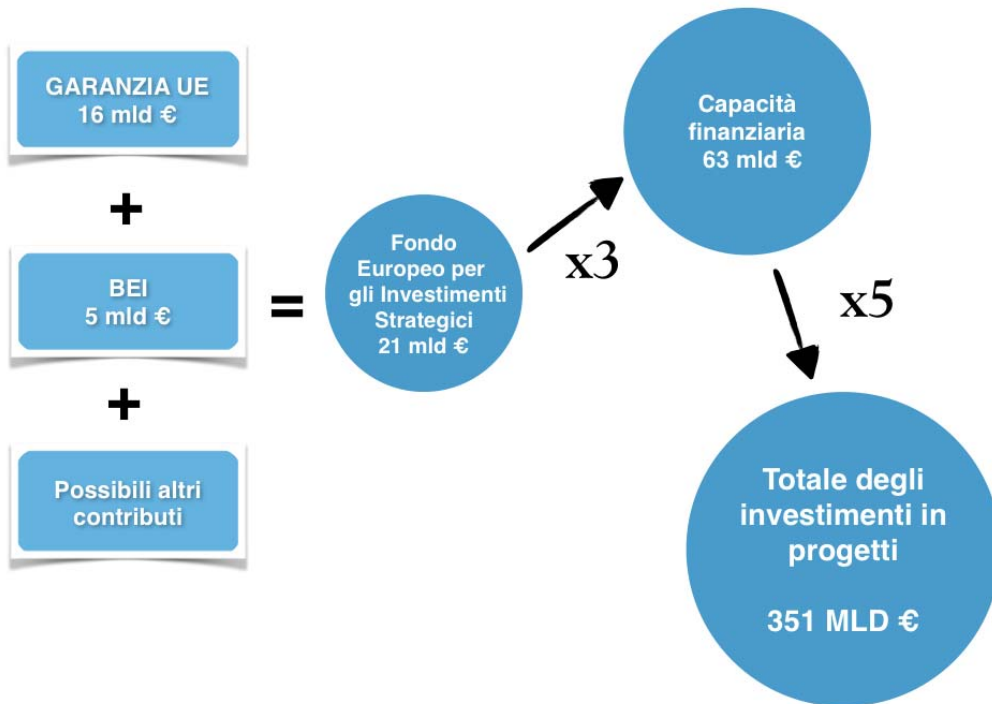 GARANZIA UE
16 mld €
+
BEI
5 mld €
+
Possibili altri
contributi
=
Fondo
Europeo per
gli Investimenti
Strategici
21 mld €
x3
Capacità
finanziaria
63 mld €
x5
Totale degli
investimenti in
progetti
351 MLD €